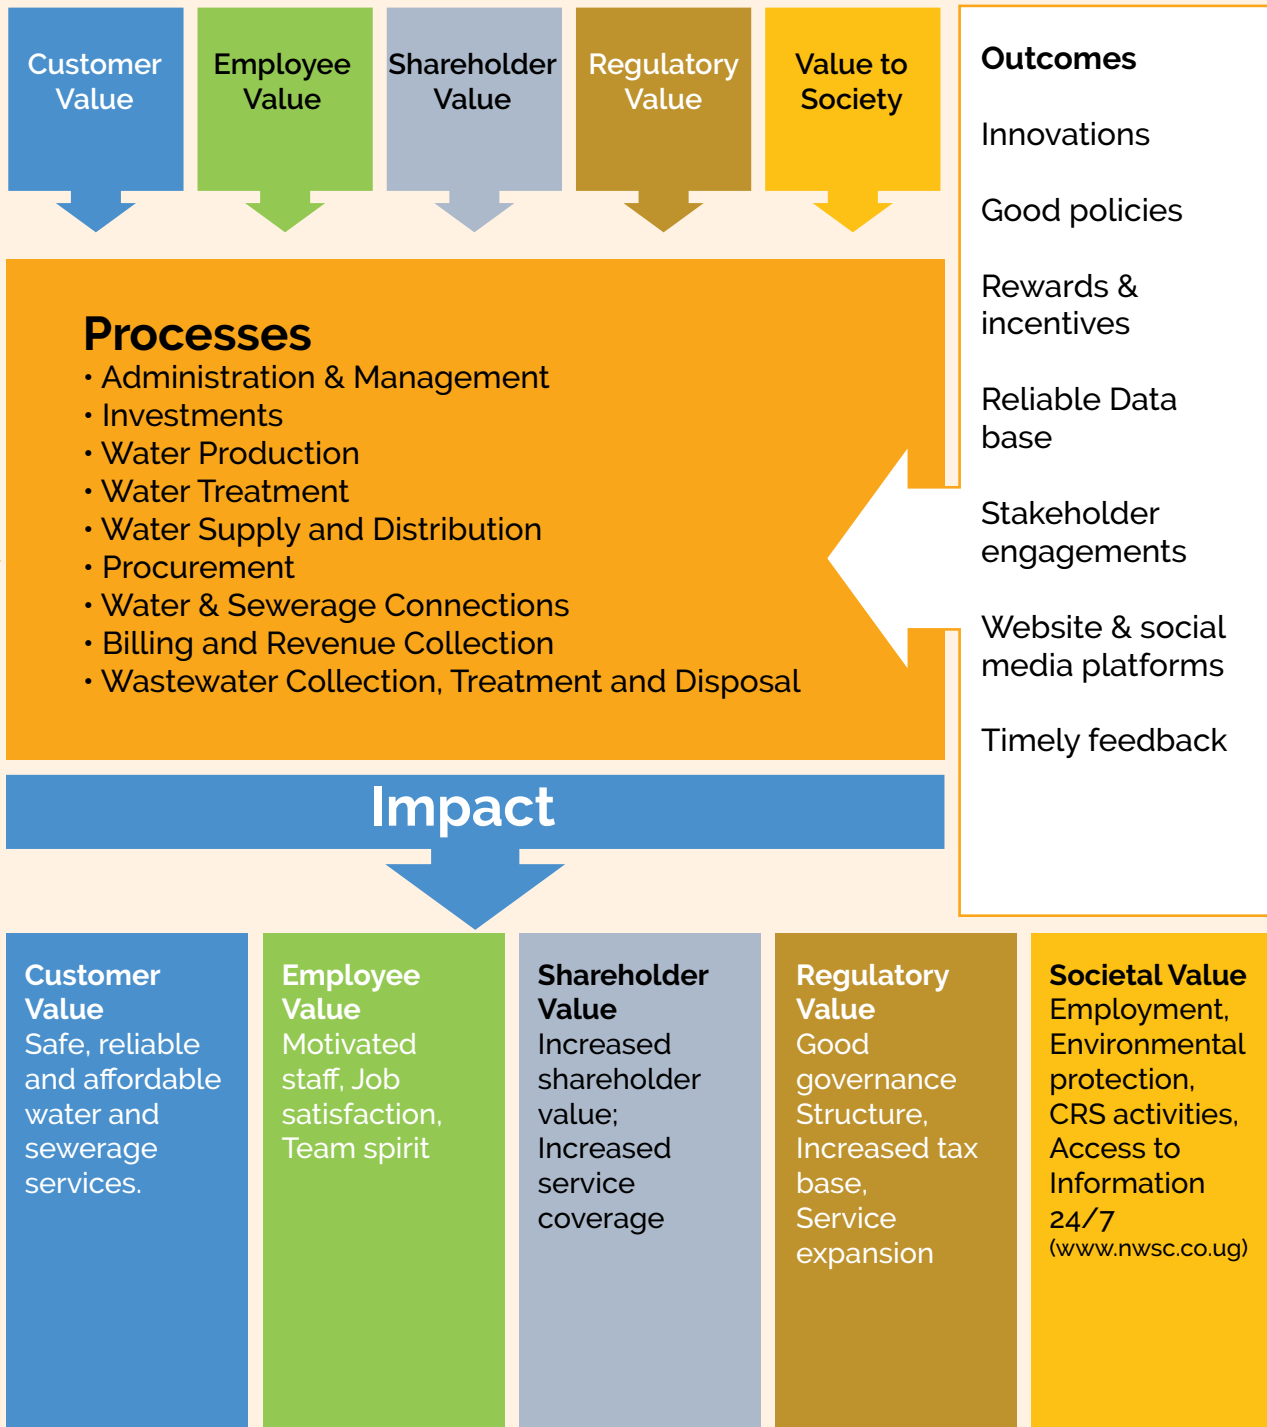 Customer
Value
Employee
Value
Shareholder
Value
Regulatory
Value
Value to
Society
Outcomes
Innovations
Good policies
Rewards &
incentives
Reliable Data
base
Stakeholder
engagements
Website & social
media platforms
Timely feedback
Processes
• Administration & Management
• Investments
• Water Production
• Water Treatment
• Water Supply and Distribution
• Procurement
• Water & Sewerage Connections
• Billing and Revenue Collection
• Wastewater Collection, Treatment and Disposal
Impact
Customer
Value
Safe, reliable
and affordable
water and
sewerage
services.
Employee
Value
Motivated
staff, Job
satisfaction,
Team spirit
Shareholder
Value
Increased
shareholder
value;
Increased
service
coverage
Regulatory
Value
Good
governance
Structure,
Increased tax
base,
Service
expansion
Societal Value
Employment,
Environmental
protection,
CRS activities,
Access to
Information
24/7
(www.nwsc.co.ug)